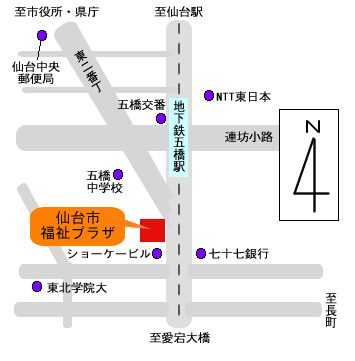 至市役所・県庁
至仙台駅
東二番丁
仙台中央
郵便局
NTT東日本
五橋交番
地下鉄五橋駅
連坊小路
N
五橋
中学校
仙台市
福祉プラザ
ショーケービル
七十七銀行
東北学院大
至長町
至愛宕大橋